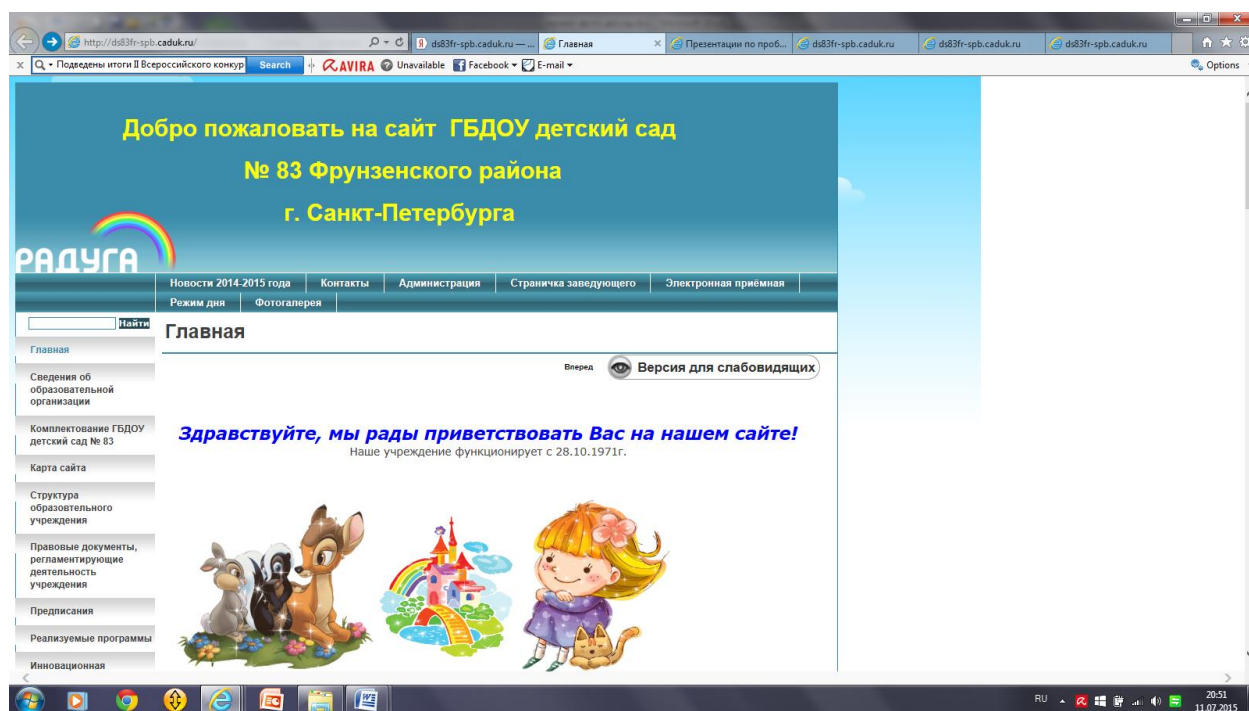 http://ds83fr-spb.caduk.ru/
ds83fr-spb.caduk.ru — ...
Главная
Презентации по проб...
ds83fr-spb.caduk.ru
ds83fr-spb.caduk.ru
ds83fr-spb.caduk.ru
Подведены итоги II Всероссийского конкур
Search
AVIRA
Unavailable
Facebook
E-mail
Options
Добро пожаловать на сайт ГБДОУ детский сад
№ 83 Фрунзенского района
г. Санкт-Петербурга
РАДУГА
Новости 2014-2015 года
Контакты
Администрация
Страничка заведующего
Электронная приёмная
Режим дня
Фотогалерея
Найти
Главная
Сведения об
образовательной
организации
Комплектование ГБДОУ
детский сад № 83
Карта сайта
Структура
образовтельного
учреждения
Правовые документы,
регламентирующие
деятельность
учреждения
Предписания
Реализуемые программы
Инновационная
Главная
Вперед
Версия для слабовидящих
Здравствуйте, мы рады приветствовать Вас на нашем сайте!
Наше учреждение функционирует с 28.10.1971г.
RU
20:51
11.07.2015